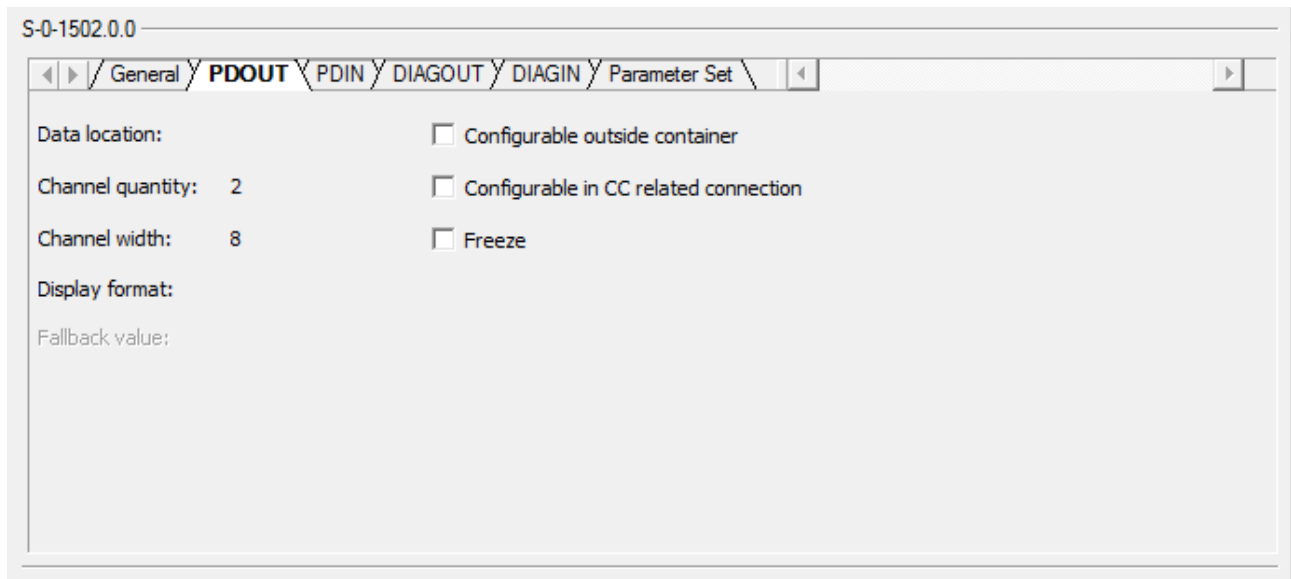 S-0-1502.0.0
General PDOUT PDIN DIAGOUT DIAGIN Parameter Set
Data location: Configurable outside container
Channel quantity: 2 Configurable in CC related connection
Channel width: 8 Freeze
Display format:
Fallback value: